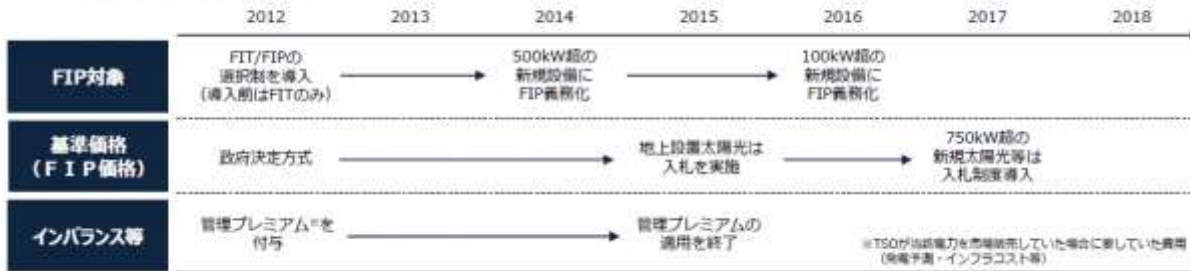 2012 2013 2014 2015 2016 2017 2018
FIP対象
FIT/FIPの
選択制を導入
(導入前はFITのみ)
500kW超の
新規設備に
FIP義務化
100kW超の
新規設備に
FIP義務化
基準価格
(FIP価格)
政府決定方式
地上設置太陽光は
入札を実施
750kW超の
新規太陽光等は
入札制度導入
インバランス等
管理プレミアム※を
付与
管理プレミアムの
適用を終了
※TSOが当該電力を市場販売していた場合に要していた費用
(発電予測・インフラコスト等)